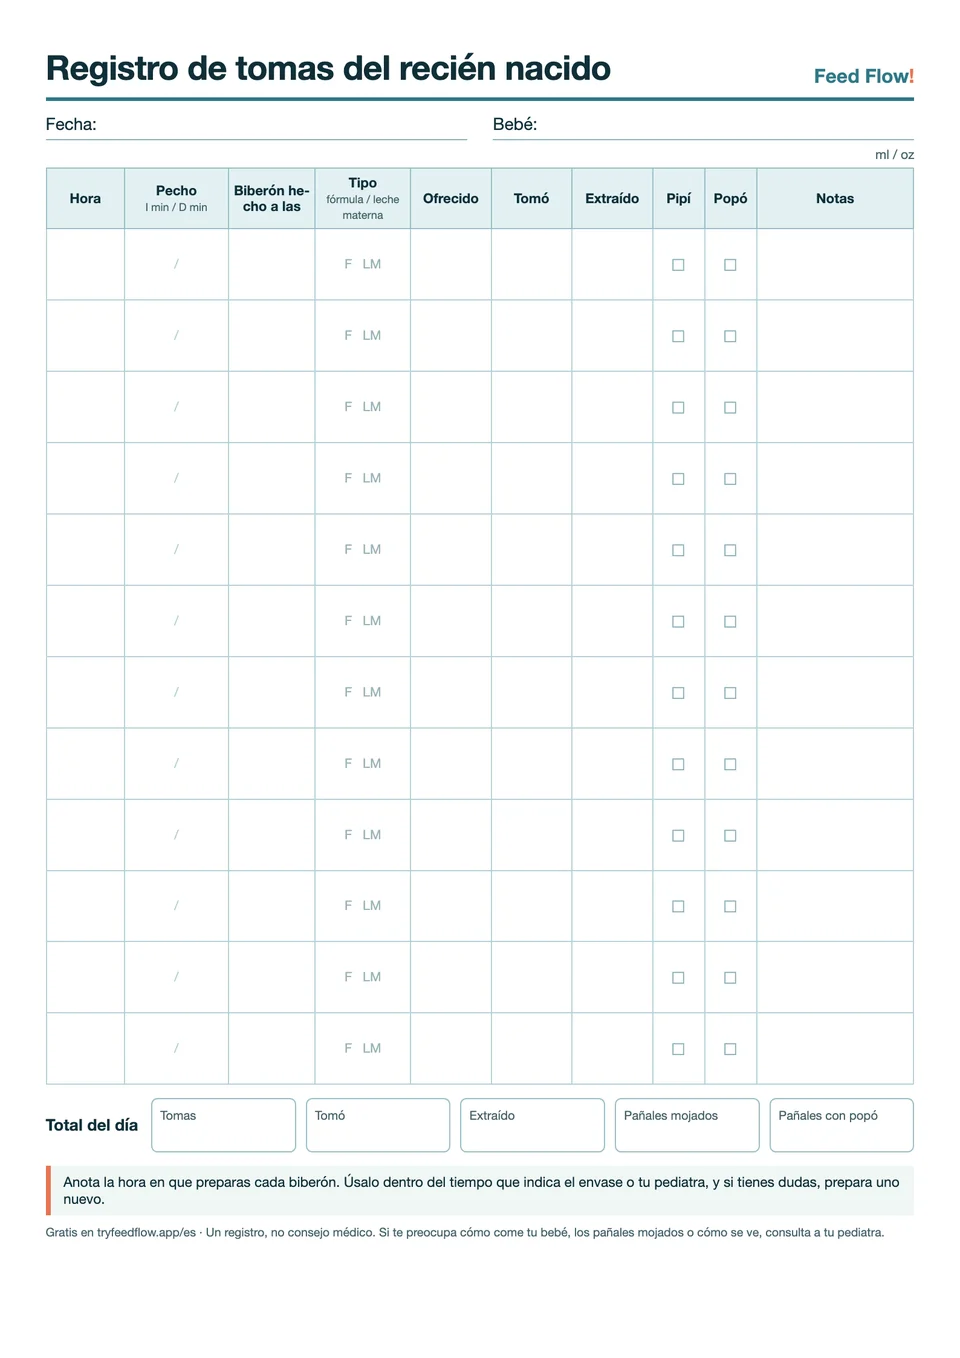 Registro de tomas del recién nacido
Feed Flow!
Fecha:
Bebé:
ml / oz
Hora
Pecho
I min / D min
Biberón he-
cho a las
Tipo
fórmula / leche
materna
Ofrecido
Tomó
Extraído
Pipí
Popó
Notas
/ F LM
/ F LM
/ F LM
/ F LM
/ F LM
/ F LM
/ F LM
/ F LM
/ F LM
/ F LM
/ F LM
/ F LM
Total del día
Tomas
Tomó
Extraído
Pañales mojados
Pañales con popó
Anota la hora en que preparas cada biberón. Úsalo dentro del tiempo que indica el envase o tu pediatra, y si tienes dudas, prepara uno
nuevo.
Gratis en tryfeedflow.app/es · Un registro, no consejo médico. Si te preocupa cómo come tu bebé, los pañales mojados o cómo se ve, consulta a tu pediatra.